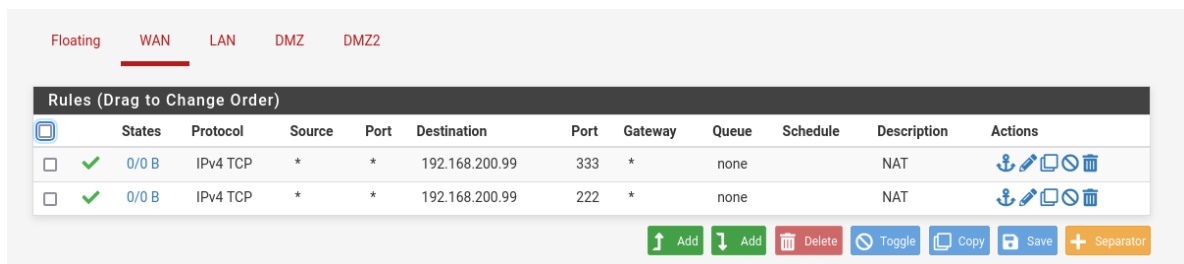 Floating WAN LAN DMZ DMZ2
Rules (Drag to Change Order)
States Protocol Source Port Destination Port Gateway Queue Schedule Description Actions
0/0 B IPv4 TCP * * 192.168.200.99 333 * none NAT
0/0 B IPv4 TCP * * 192.168.200.99 222 * none NAT
Add Add Delete Toggle Copy Save Separator